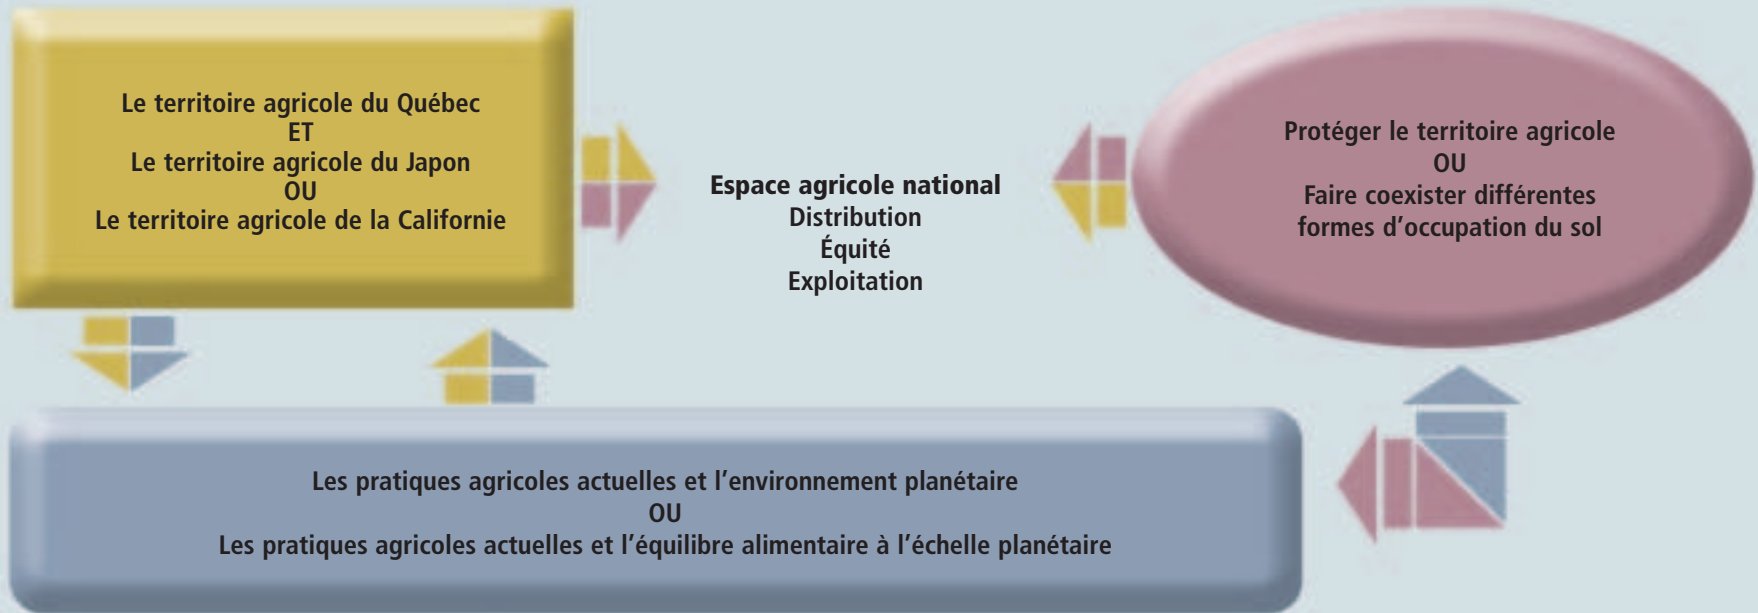 Le territoire agricole du Québec
ET
Le territoire agricole du Japon
OU
Le territoire agricole de la Californie
Espace agricole national
Distribution
Équité
Exploitation
Protéger le territoire agricole
OU
Faire coexister différentes
formes d'occupation du sol
Les pratiques agricoles actuelles et l'environnement planétaire
OU
Les pratiques agricoles actuelles et l'équilibre alimentaire à l'échelle planétaire